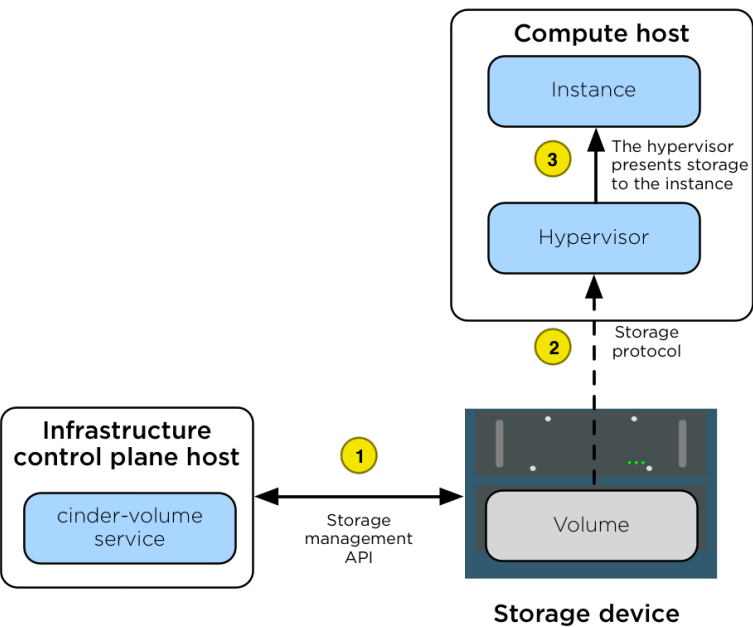 Compute host
Instance
3
The hypervisor
presents storage
to the instance
Hypervisor
2
Storage
protocol
Infrastructure
control plane host
1
cinder-volume
service
Storage
management
API
Volume
Storage device